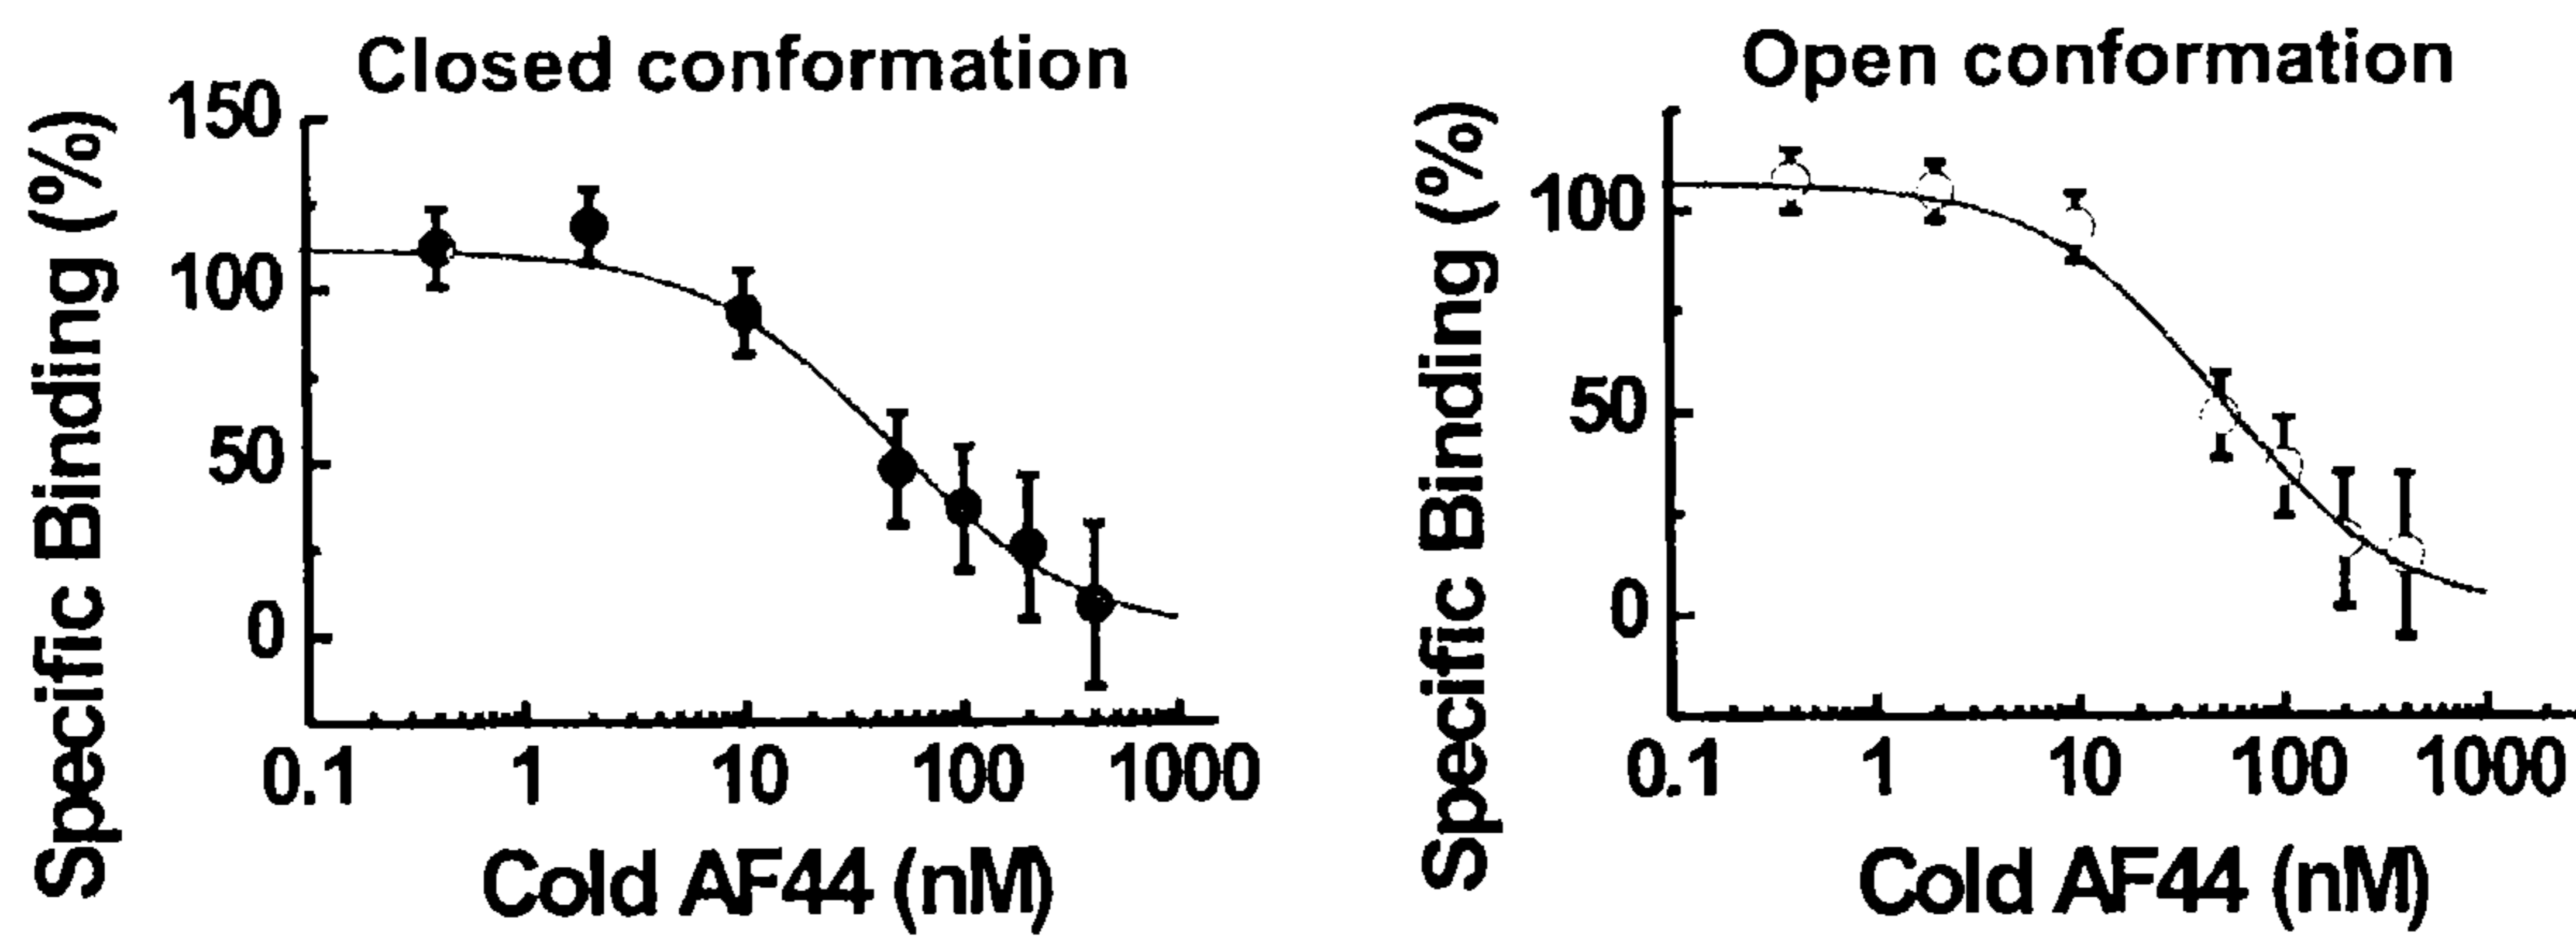 Closed conformation
Specific Binding (%)
150
100
50
0
0.1 1 10 100 1000
Cold AF44 (nM)
Open conformation
Specific Binding (%)
100
50
0
0.1 1 10 100 1000
Cold AF44 (nM)